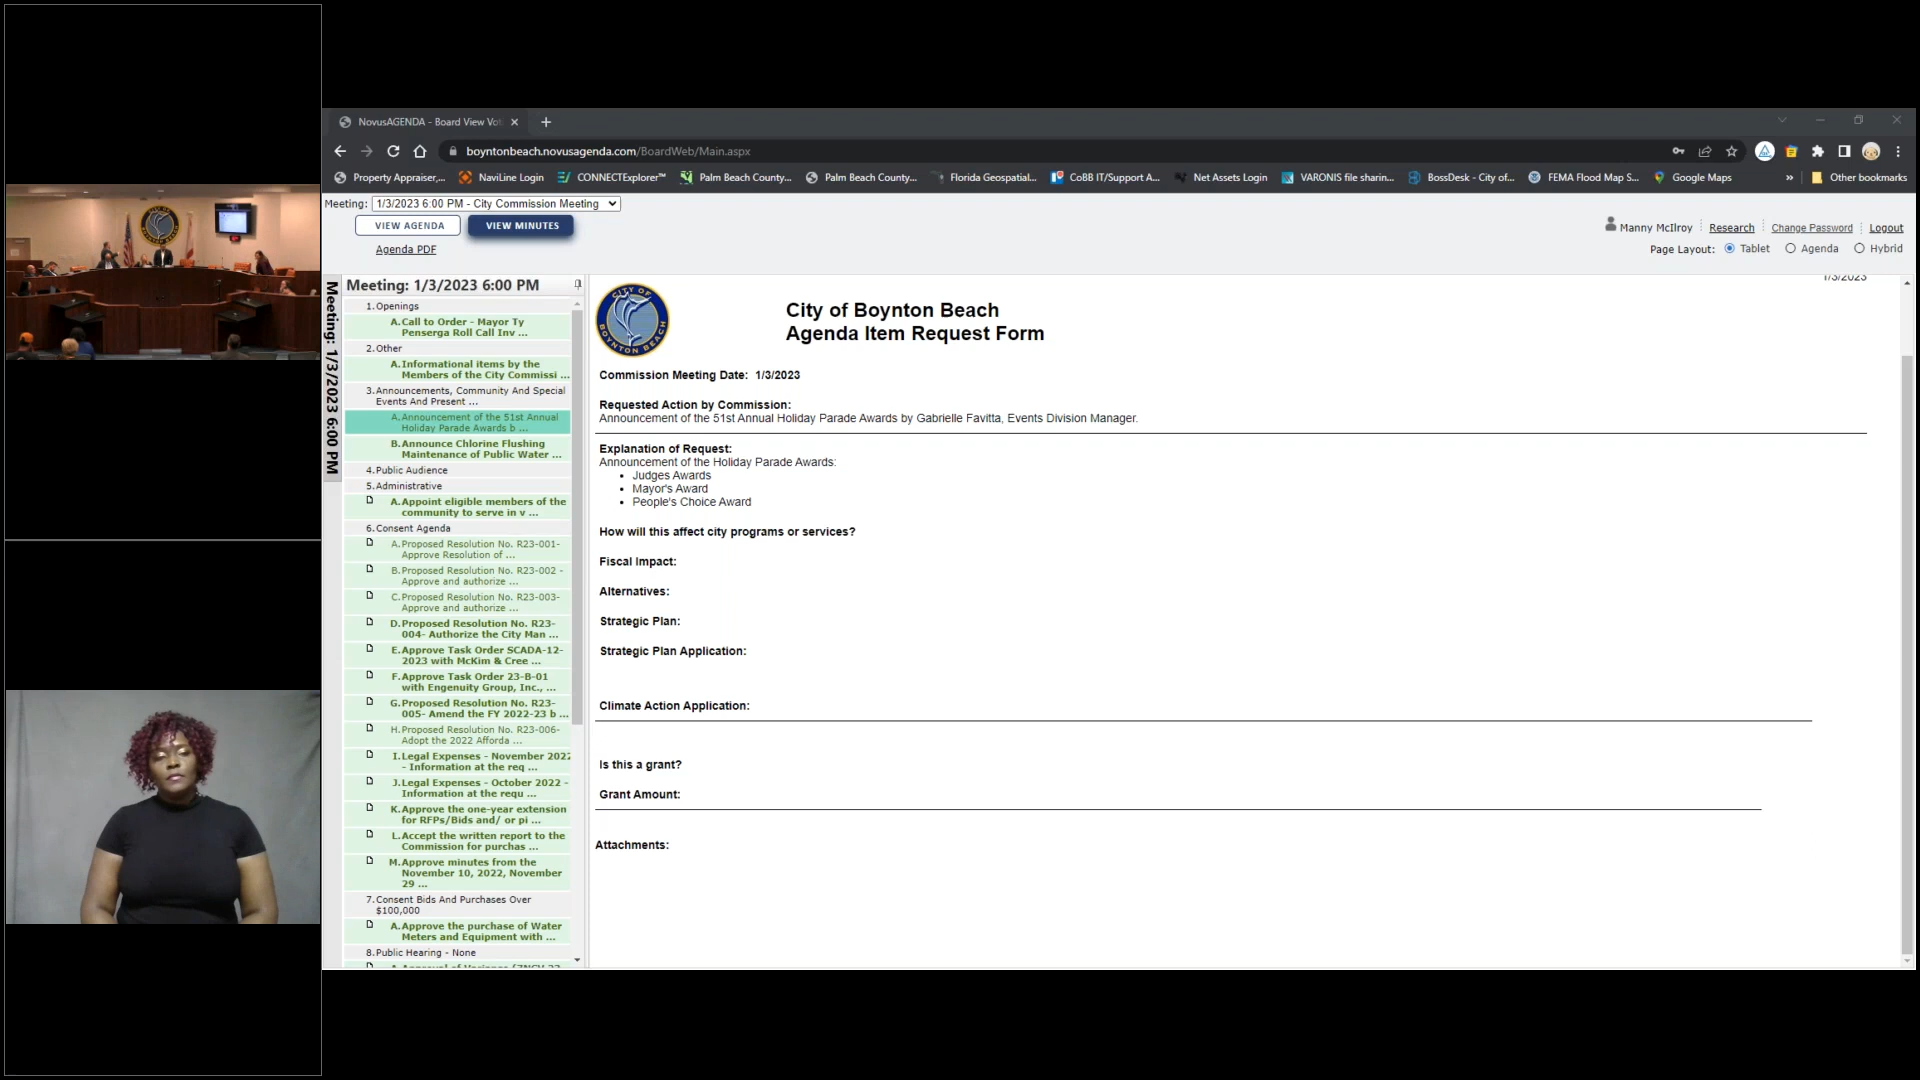 NovusAGENDA - Board View Vot
boyntonbeach.novusagenda.com/BoardWeb/Main.aspx
Property Appraiser,... NaviLine Login CONNECTExplorer™ Palm Beach County... Palm Beach County... Florida Geospatial... CoBB IT/Support A... Net Assets Login VARONIS file sharin... BossDesk - City of... FEMA Flood Map S... Google Maps » Other bookmarks
Meeting: 1/3/2023 6:00 PM - City Commission Meeting
VIEW AGENDA VIEW MINUTES
Agenda PDF
Manny McIlroy Research Change Password Logout
Page Layout: Tablet Agenda Hybrid
Meeting: 1/3/2023 6:00 PM
Meeting: 1/3/2023 6:00 PM
1.Openings
A.Call to Order - Mayor Ty
Penserga Roll Call Inv ...
2.Other
A.Informational items by the
Members of the City Commissi ...
3.Announcements, Community And Special
Events And Present ...
A.Announcement of the 51st Annual
Holiday Parade Awards b ...
B.Announce Chlorine Flushing
Maintenance of Public Water ...
4.Public Audience
5.Administrative
A.Appoint eligible members of the
community to serve in v ...
6.Consent Agenda
A.Proposed Resolution No. R23-001-
Approve Resolution of ...
B.Proposed Resolution No. R23-002 -
Approve and authorize ...
C.Proposed Resolution No. R23-003-
Approve and authorize ...
D.Proposed Resolution No. R23-
004- Authorize the City Man ...
E.Approve Task Order SCADA-12-
2023 with McKim & Cree ...
F.Approve Task Order 23-B-01
with Engenuity Group, Inc., ...
G.Proposed Resolution No. R23-
005- Amend the FY 2022-23 b ...
H.Proposed Resolution No. R23-006-
Adopt the 2022 Afforda ...
I.Legal Expenses - November 2022
- Information at the req ...
J.Legal Expenses - October 2022 -
Information at the requ ...
K.Approve the one-year extension
for RFPs/Bids and/ or pi ...
L.Accept the written report to the
Commission for purchas ...
M.Approve minutes from the
November 10, 2022, November
29 ...
7.Consent Bids And Purchases Over
$100,000
A.Approve the purchase of Water
Meters and Equipment with ...
8.Public Hearing - None
1/3/2023
CITY OF
BOYNTON BEACH
City of Boynton Beach
Agenda Item Request Form
Commission Meeting Date: 1/3/2023
Requested Action by Commission:
Announcement of the 51st Annual Holiday Parade Awards by Gabrielle Favitta, Events Division Manager.
Explanation of Request:
Announcement of the Holiday Parade Awards:
• Judges Awards
• Mayor's Award
• People's Choice Award
How will this affect city programs or services?
Fiscal Impact:
Alternatives:
Strategic Plan:
Strategic Plan Application:
Climate Action Application:
Is this a grant?
Grant Amount:
Attachments: